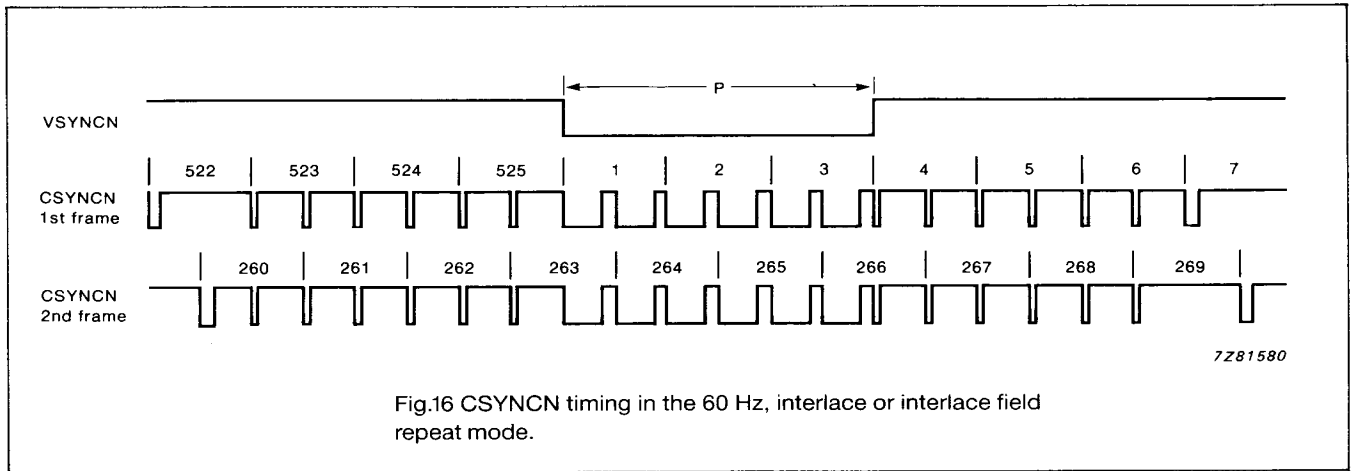 P
VSYNCN
522 523 524 525 1 2 3 4 5 6 7
CSYNCN
1st frame
260 261 262 263 264 265 266 267 268 269
CSYNCN
2nd frame
7Z81580
Fig.16 CSYNCN timing in the 60 Hz, interlace or interlace field
repeat mode.